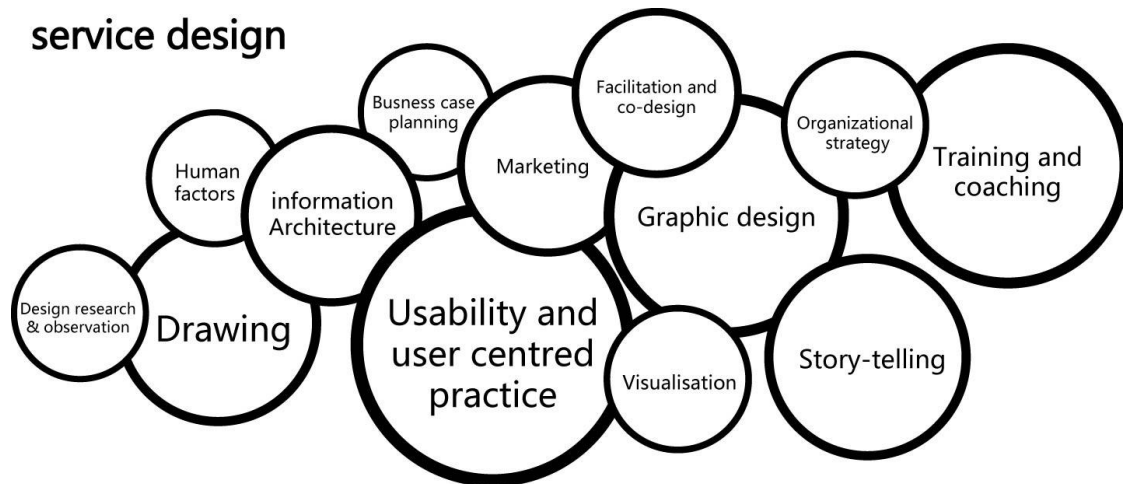 service design
Busness case
planning
Facilitation and
co-design
Organizational
strategy
Training and
coaching
Marketing
Human
factors
information
Architecture
Graphic design
Design research
& observation
Drawing
Usability and
user centred
practice
Visualisation
Story-telling